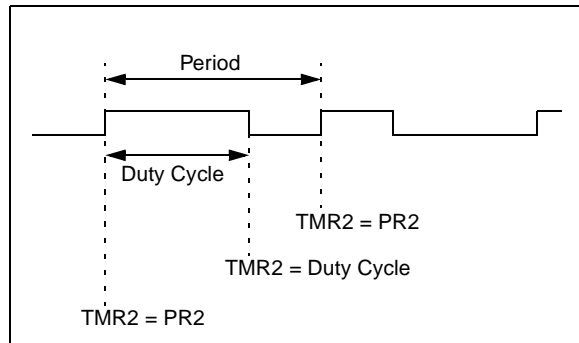 Period
Duty Cycle
TMR2 = PR2
TMR2 = Duty Cycle
TMR2 = PR2